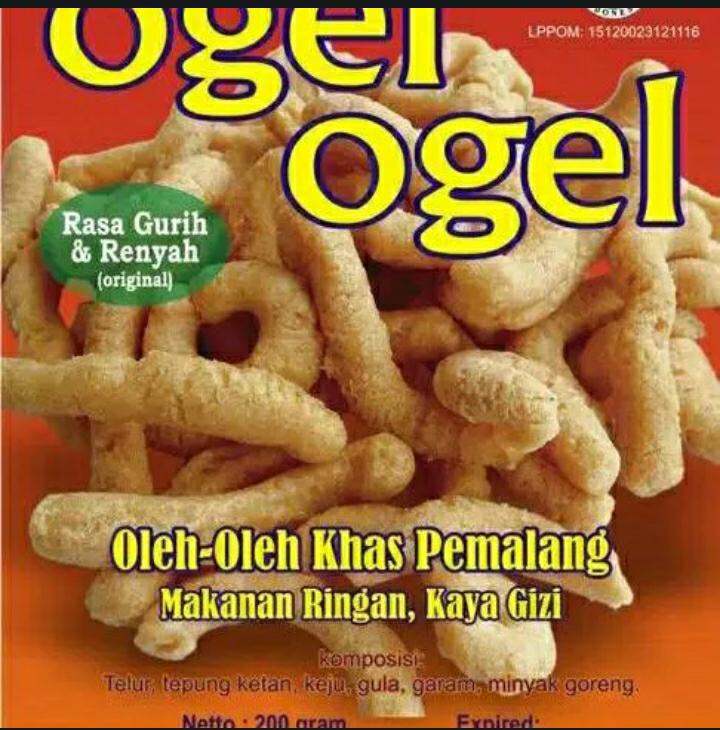 LPPOM: 15120023121116
ogel
ogel
Rasa Gurih
& Renyah
(original)
Oleh-Oleh Khas Pemalang
Makanan Ringan, Kaya Gizi
komposisi:
Telur, tepung ketan, keju, gula, garam, minyak goreng.
Netto : 200 gram Expired: